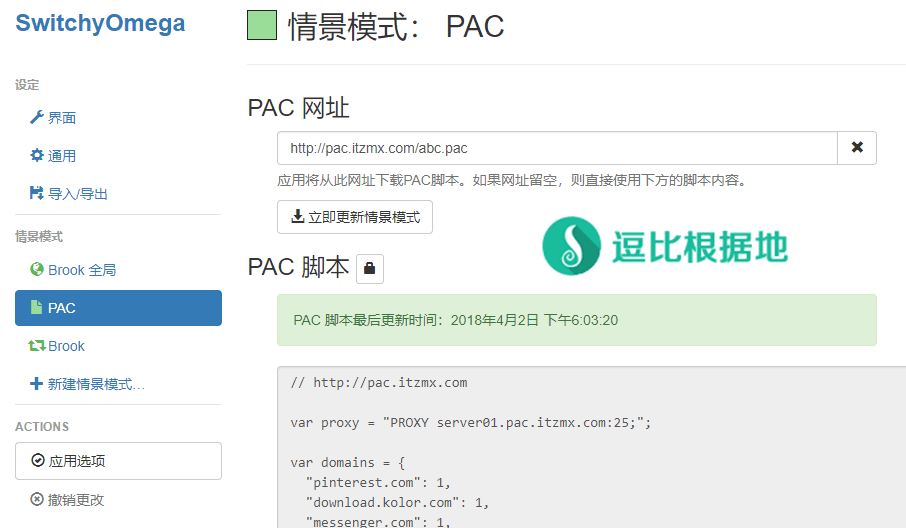 SwitchyOmega
设定
界面
通用
导入/导出
情景模式
Brook 全局
PAC
Brook
新建情景模式…
ACTIONS
应用选项
撤销更改
情景模式： PAC
PAC 网址
http://pac.itzmx.com/abc.pac
应用将从此网址下载PAC脚本。如果网址留空，则直接使用下方的脚本内容。
立即更新情景模式
逗比根据地
PAC 脚本
PAC 脚本最后更新时间：2018年4月2日 下午6:03:20
// http://pac.itzmx.com
var proxy = "PROXY server01.pac.itzmx.com:25;";
var domains = {
"pinterest.com": 1,
"download.kolor.com": 1,
"messenger.com": 1,